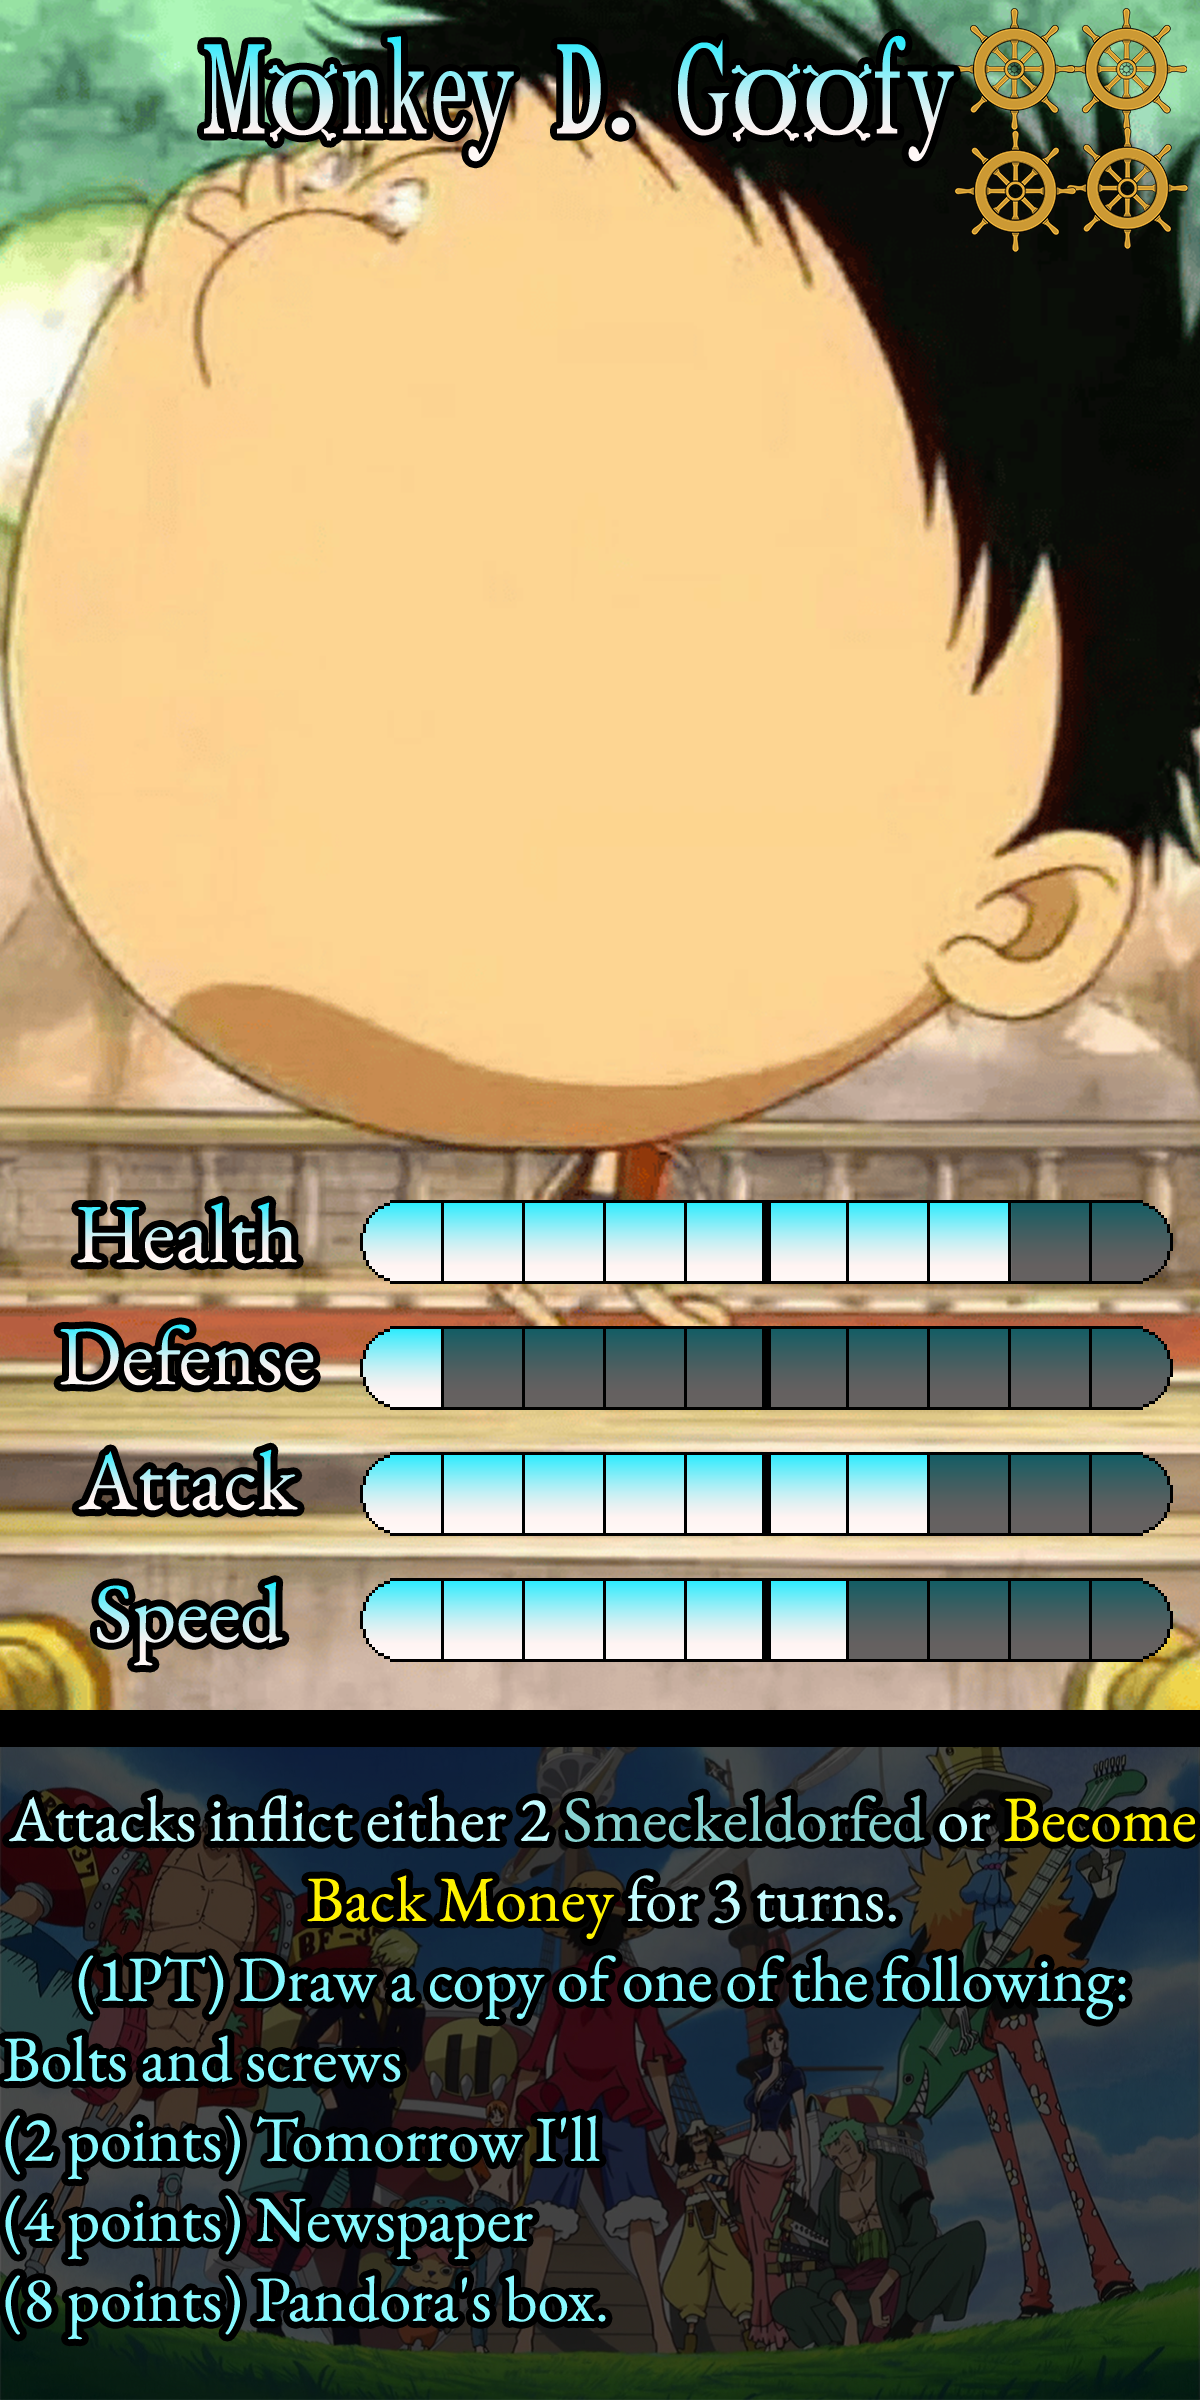 Monkey D. Goofy
Health
Defense
Attack
Speed
Attacks inflict either 2 Smeckeldorfed or Become
Back Money for 3 turns.
(1PT) Draw a copy of one of the following:
Bolts and screws
(2 points) Tomorrow I'll
(4 points) Newspaper
(8 points) Pandora's box.